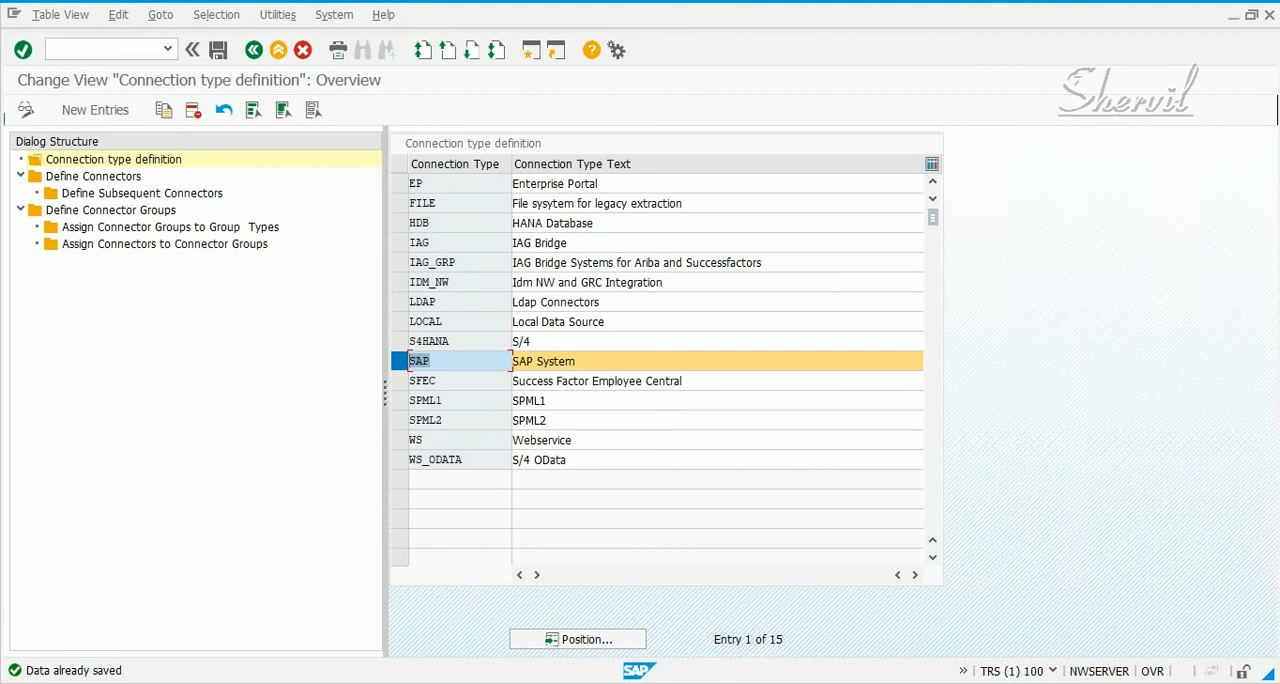 Table View Edit Goto Selection Utilities System Help
Change View "Connection type definition": Overview
New Entries
Shervil
Dialog Structure
Connection type definition
Define Connectors
Define Subsequent Connectors
Define Connector Groups
Assign Connector Groups to Group Types
Assign Connectors to Connector Groups
Connection type definition
Connection Type Connection Type Text
EP Enterprise Portal
FILE File sysytem for legacy extraction
HDB HANA Database
IAG IAG Bridge
IAG_GRP IAG Bridge Systems for Ariba and Successfactors
IDM_NW Idm NW and GRC Integration
LDAP Ldap Connectors
LOCAL Local Data Source
S4HANA S/4
SAP SAP System
SFEC Success Factor Employee Central
SPML1 SPML1
SPML2 SPML2
WS Webservice
WS_ODATA S/4 OData
Position... Entry 1 of 15
Data already saved SAP TRS (1) 100 NWSERVER OVR